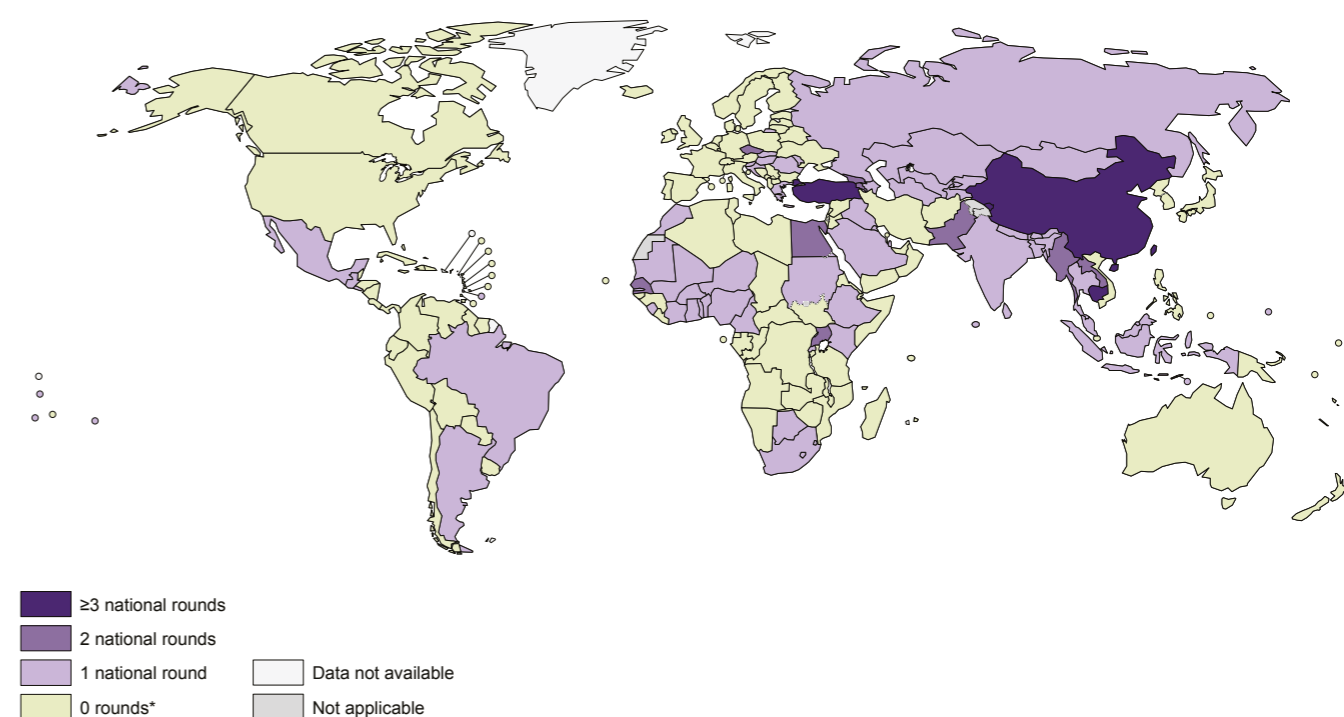 ≥3 national rounds
2 national rounds
1 national round
0 rounds*
Data not available
Not applicable